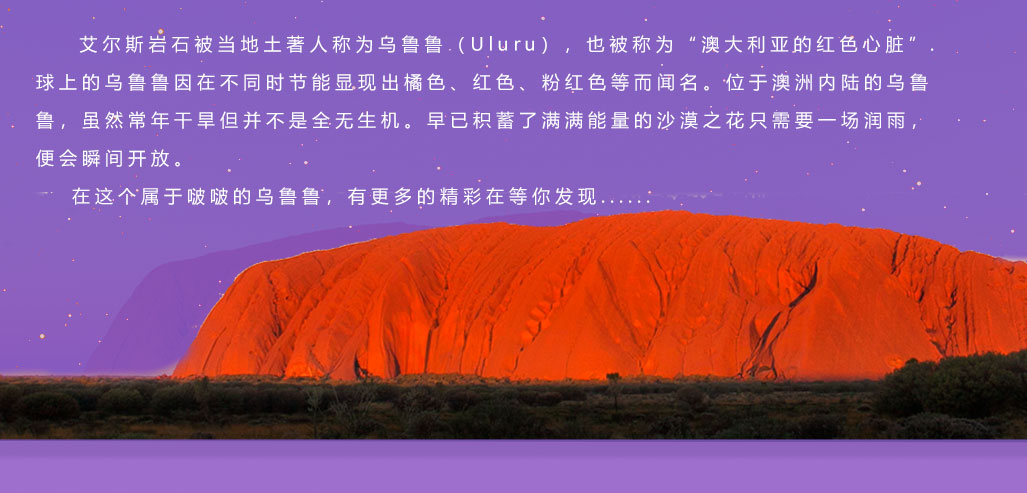 艾尔斯岩石被当地土著人称为乌鲁鲁(Uluru),也被称为“澳大利亚的红色心脏”.
球上的乌鲁鲁因在不同时节能显现出橘色、红色、粉红色等而闻名。位于澳洲内陆的乌鲁
鲁,虽然常年干旱但并不是全无生机。早已积蓄了满满能量的沙漠之花只需要一场润雨,
便会瞬间开放。
在这个属于啵啵的乌鲁鲁,有更多的精彩在等你发现......